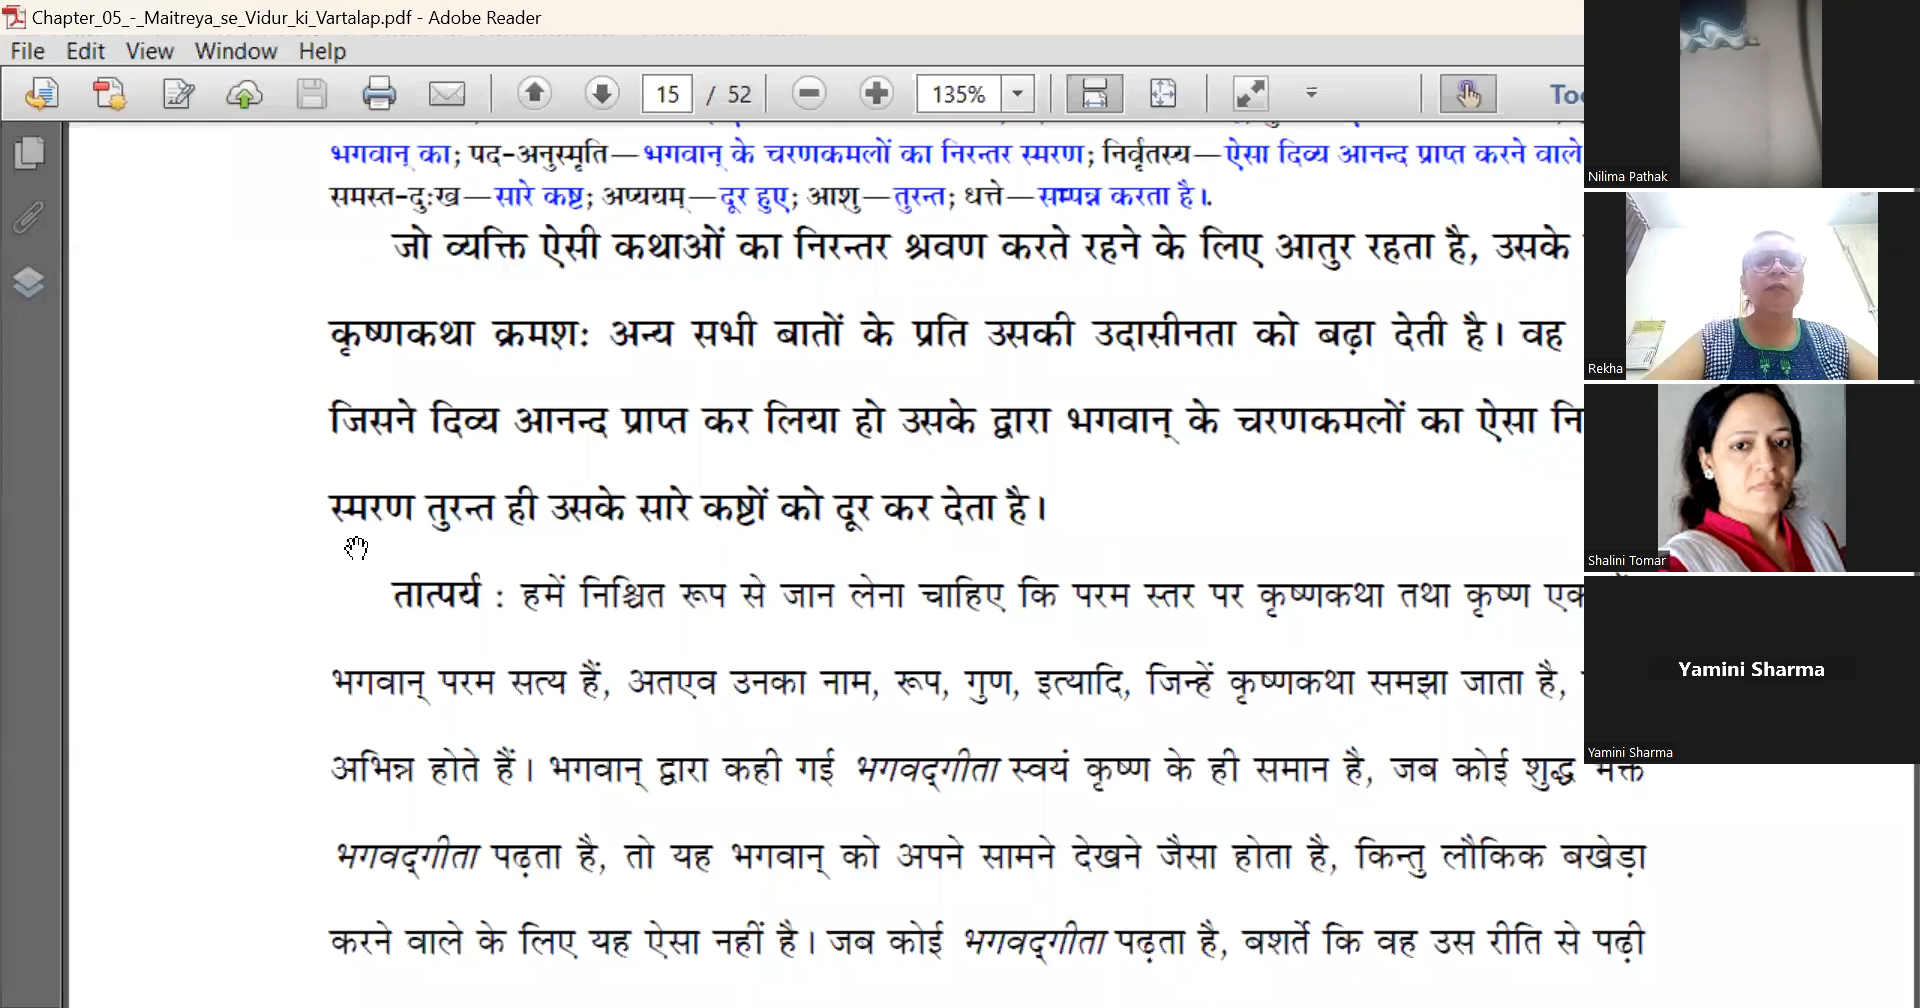 Chapter_05_-_Maitreya_se_Vidur_ki_Vartalap.pdf - Adobe Reader
File Edit View Window Help
15 / 52 135%
भगवान् का; पद-अनुस्मृति—भगवान् के चरणकमलों का निरन्तर स्मरण; निर्वृतस्य—ऐसा दिव्य आनन्द प्राप्त करने वाले
समस्त-दुःख—सारे कष्ट; अप्ययम्—दूर हुए; आशु—तुरन्त; धत्ते—सम्पन्न करता है।.
जो व्यक्ति ऐसी कथाओं का निरन्तर श्रवण करते रहने के लिए आतुर रहता है, उसके
कृष्णकथा क्रमशः अन्य सभी बातों के प्रति उसकी उदासीनता को बढ़ा देती है। वह
जिसने दिव्य आनन्द प्राप्त कर लिया हो उसके द्वारा भगवान् के चरणकमलों का ऐसा
स्मरण तुरन्त ही उसके सारे कष्टों को दूर कर देता है।
तात्पर्य : हमें निश्चित रूप से जान लेना चाहिए कि परम स्तर पर कृष्णकथा तथा कृष्ण
भगवान् परम सत्य हैं, अतएव उनका नाम, रूप, गुण, इत्यादि, जिन्हें कृष्णकथा समझा जाता है,
अभिन्न होते हैं। भगवान् द्वारा कही गई भगवद्गीता स्वयं कृष्ण के ही समान है, जब कोई शुद्ध भक्त
भगवद्गीता पढ़ता है, तो यह भगवान् को अपने सामने देखने जैसा होता है, किन्तु लौकिक बखेड़ा
करने वाले के लिए यह ऐसा नहीं है। जब कोई भगवद्गीता पढ़ता है, बशर्ते कि वह उस रीति से पढ़ी
Nilima Pathak
Rekha
Shalini Tomar
Yamini Sharma
Yamini Sharma